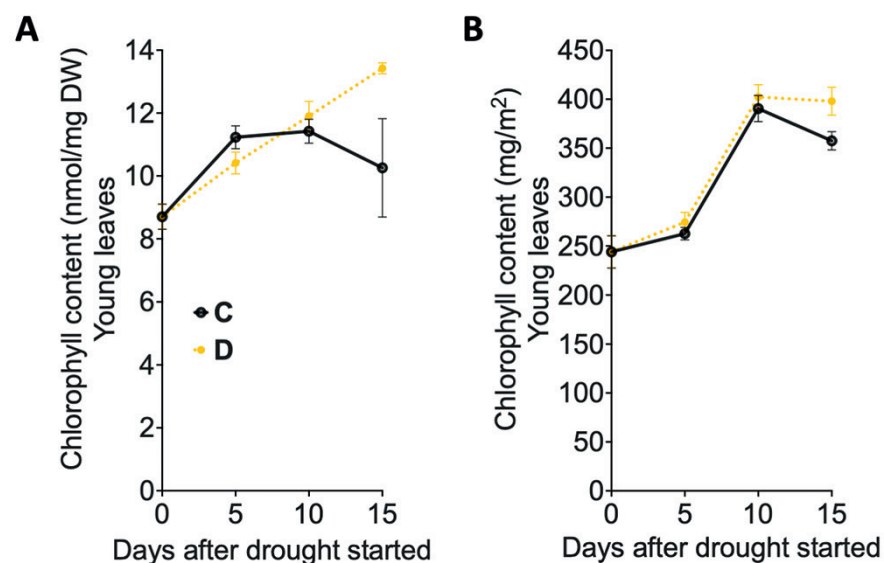 A
Chlorophyll content (nmol/mg DW)
Young leaves
14
12
10
8
6
4
2
0
C
D
0 5 10 15
Days after drought started
B
Chlorophyll content (mg/m²)
Young leaves
450
400
350
300
250
200
150
100
50
0
0 5 10 15
Days after drought started